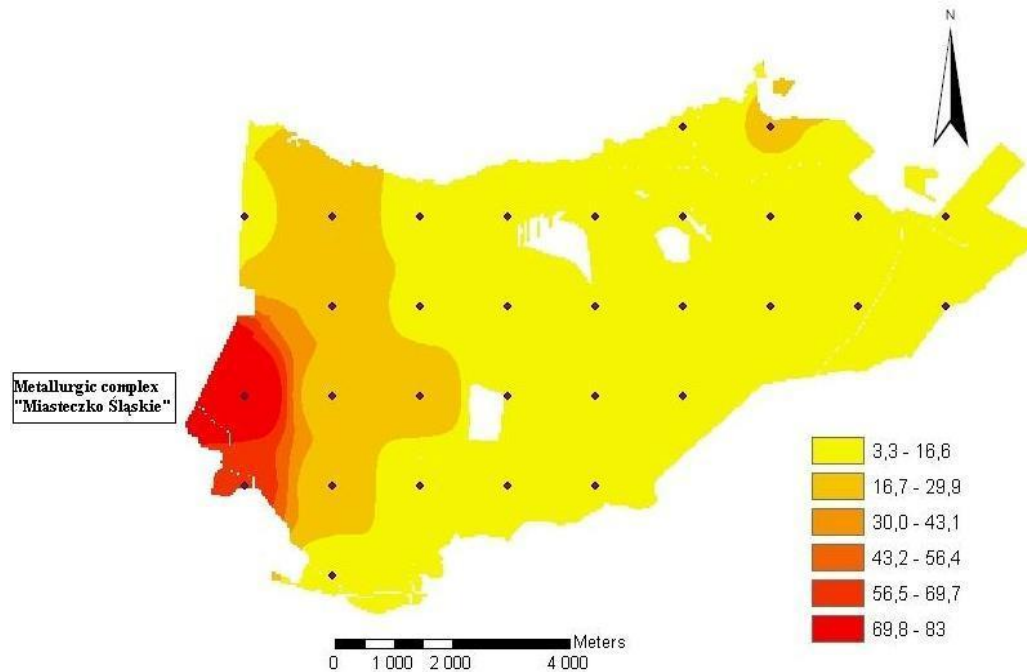 N
Metallurgic complex
"Miasteczko Śląskie"
3,3 - 16,6
16,7 - 29,9
30,0 - 43,1
43,2 - 56,4
56,5 - 69,7
69,8 - 83
Meters
0 1 000 2 000 4 000